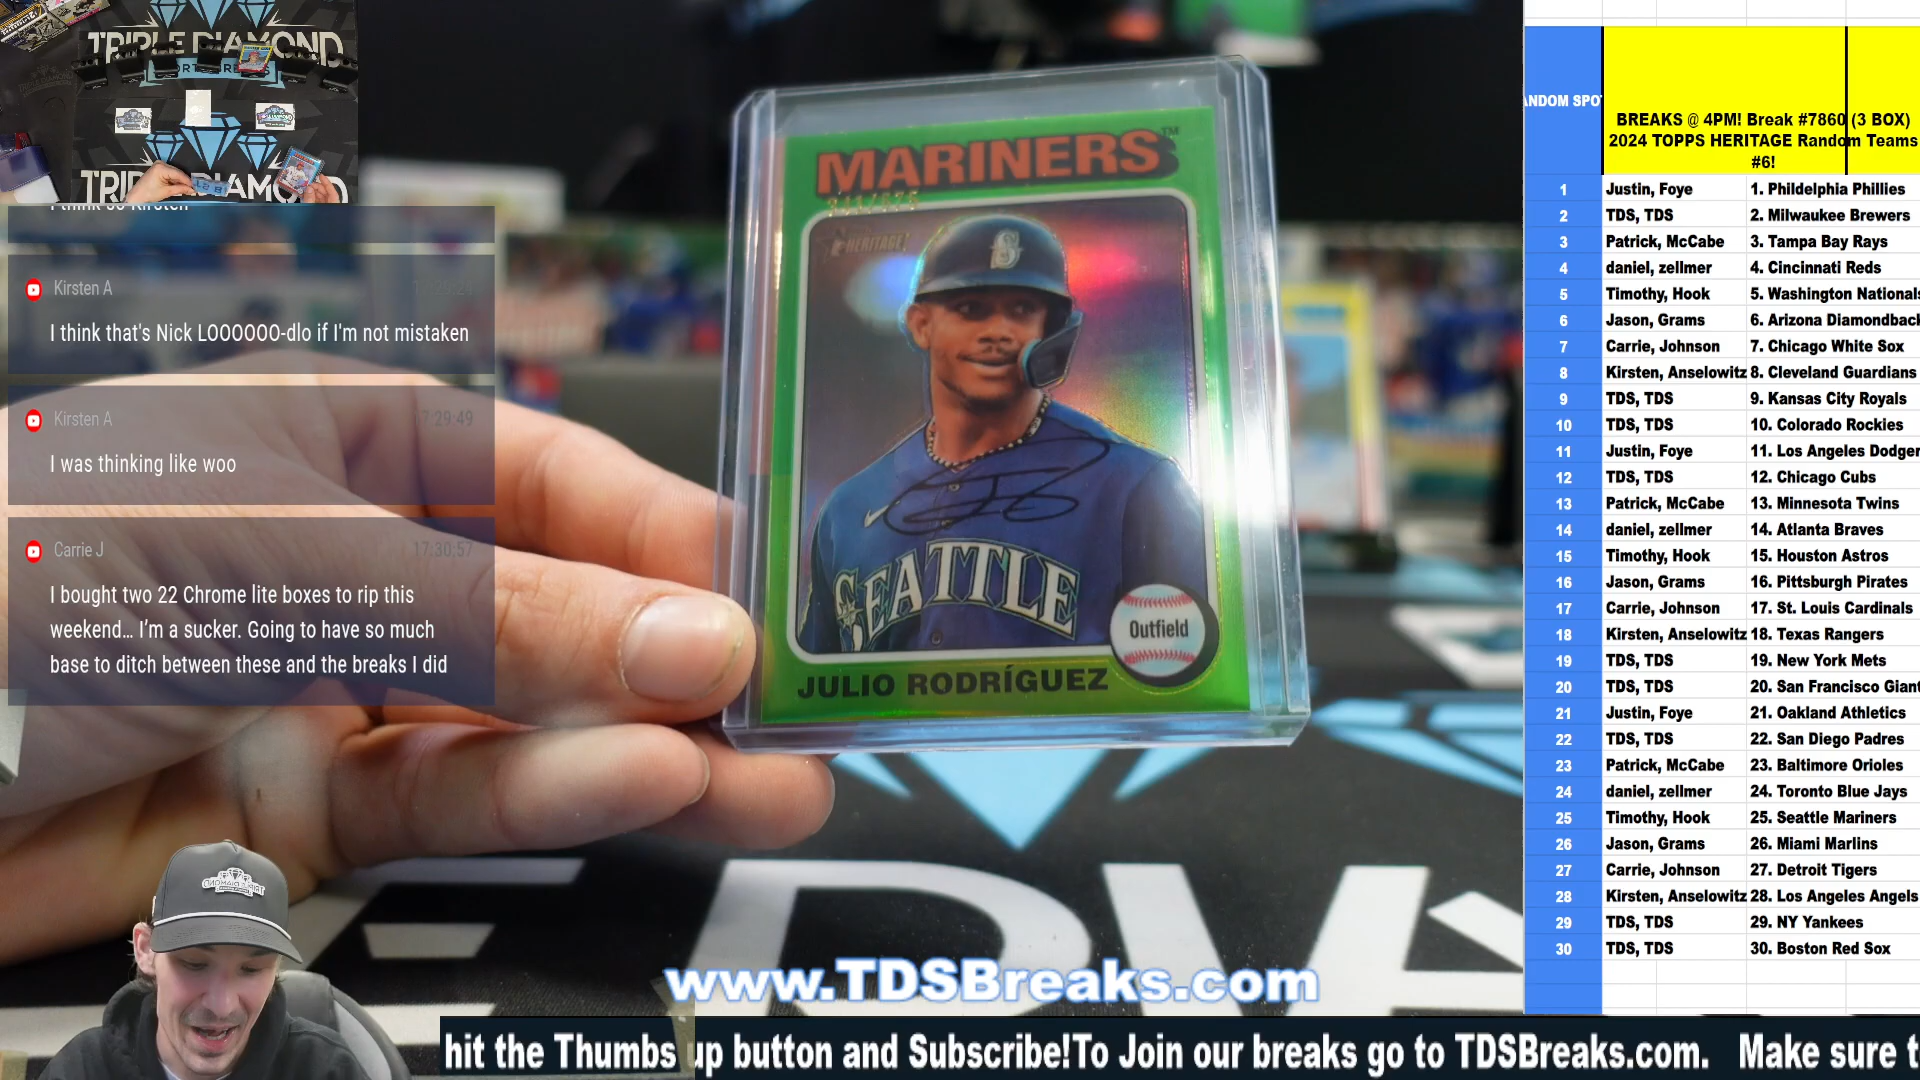 TRIPLE DIAMOND
I think so Kirsten
Kirsten A
I think that's Nick LOOOOOO-dlo if I'm not mistaken
Kirsten A 17:29:49
I was thinking like woo
Carrie J 17:30:57
I bought two 22 Chrome lite boxes to rip this
weekend... I'm a sucker. Going to have so much
base to ditch between these and the breaks I did
MARINERS™
HERITAGE!
S
SEATTLE
Outfield
JULIO RODRÍGUEZ
www.TDSBreaks.com
hit the Thumbs up button and Subscribe!To Join our breaks go to TDSBreaks.com. Make sure t
ANDOM SPO
BREAKS @ 4PM! Break #7860 (3 BOX)
2024 TOPPS HERITAGE Random Teams
#6!
1 Justin, Foye 1. Phildelphia Phillies
2 TDS, TDS 2. Milwaukee Brewers
3 Patrick, McCabe 3. Tampa Bay Rays
4 daniel, zellmer 4. Cincinnati Reds
5 Timothy, Hook 5. Washington Nationals
6 Jason, Grams 6. Arizona Diamondback
7 Carrie, Johnson 7. Chicago White Sox
8 Kirsten, Anselowitz 8. Cleveland Guardians
9 TDS, TDS 9. Kansas City Royals
10 TDS, TDS 10. Colorado Rockies
11 Justin, Foye 11. Los Angeles Dodger
12 TDS, TDS 12. Chicago Cubs
13 Patrick, McCabe 13. Minnesota Twins
14 daniel, zellmer 14. Atlanta Braves
15 Timothy, Hook 15. Houston Astros
16 Jason, Grams 16. Pittsburgh Pirates
17 Carrie, Johnson 17. St. Louis Cardinals
18 Kirsten, Anselowitz 18. Texas Rangers
19 TDS, TDS 19. New York Mets
20 TDS, TDS 20. San Francisco Giant
21 Justin, Foye 21. Oakland Athletics
22 TDS, TDS 22. San Diego Padres
23 Patrick, McCabe 23. Baltimore Orioles
24 daniel, zellmer 24. Toronto Blue Jays
25 Timothy, Hook 25. Seattle Mariners
26 Jason, Grams 26. Miami Marlins
27 Carrie, Johnson 27. Detroit Tigers
28 Kirsten, Anselowitz 28. Los Angeles Angels
29 TDS, TDS 29. NY Yankees
30 TDS, TDS 30. Boston Red Sox